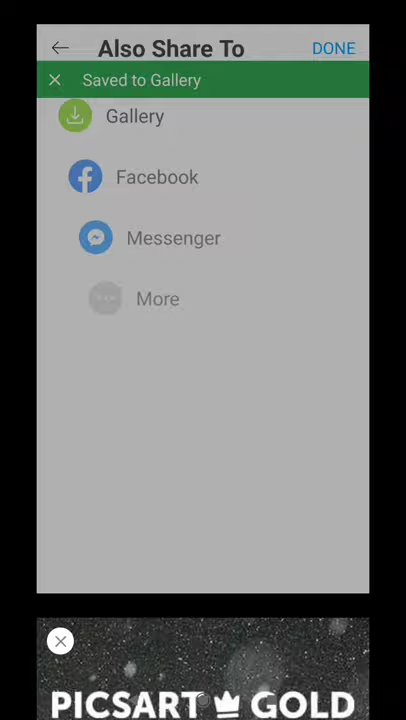 Also Share To
DONE
Saved to Gallery
Gallery
Facebook
Messenger
More
PICSART GOLD